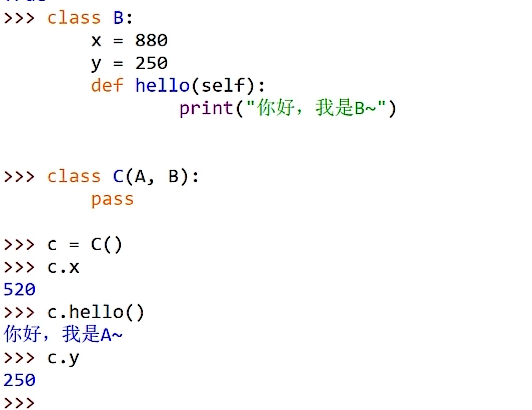 >>> class B:
        x = 880
        y = 250
        def hello(self):
                print("你好，我是B~")
>>> class C(A, B):
        pass
>>> c = C()
>>> c.x
520
>>> c.hello()
你好，我是A~
>>> c.y
250
>>>